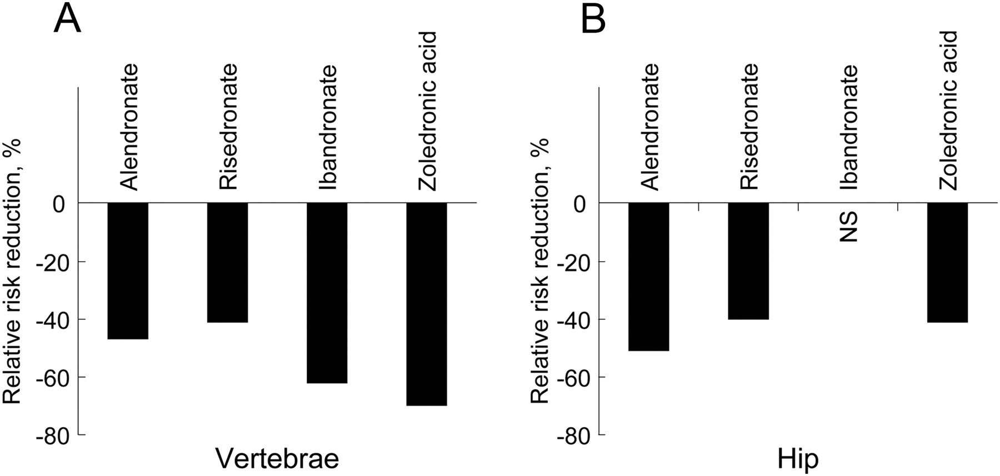 A
Alendronate
Risedronate
Ibandronate
Zoledronic acid
Relative risk reduction, %
0
-20
-40
-60
-80
Vertebrae
B
Alendronate
Risedronate
Ibandronate
Zoledronic acid
Relative risk reduction, %
0
NS
-20
-40
-60
-80
Hip